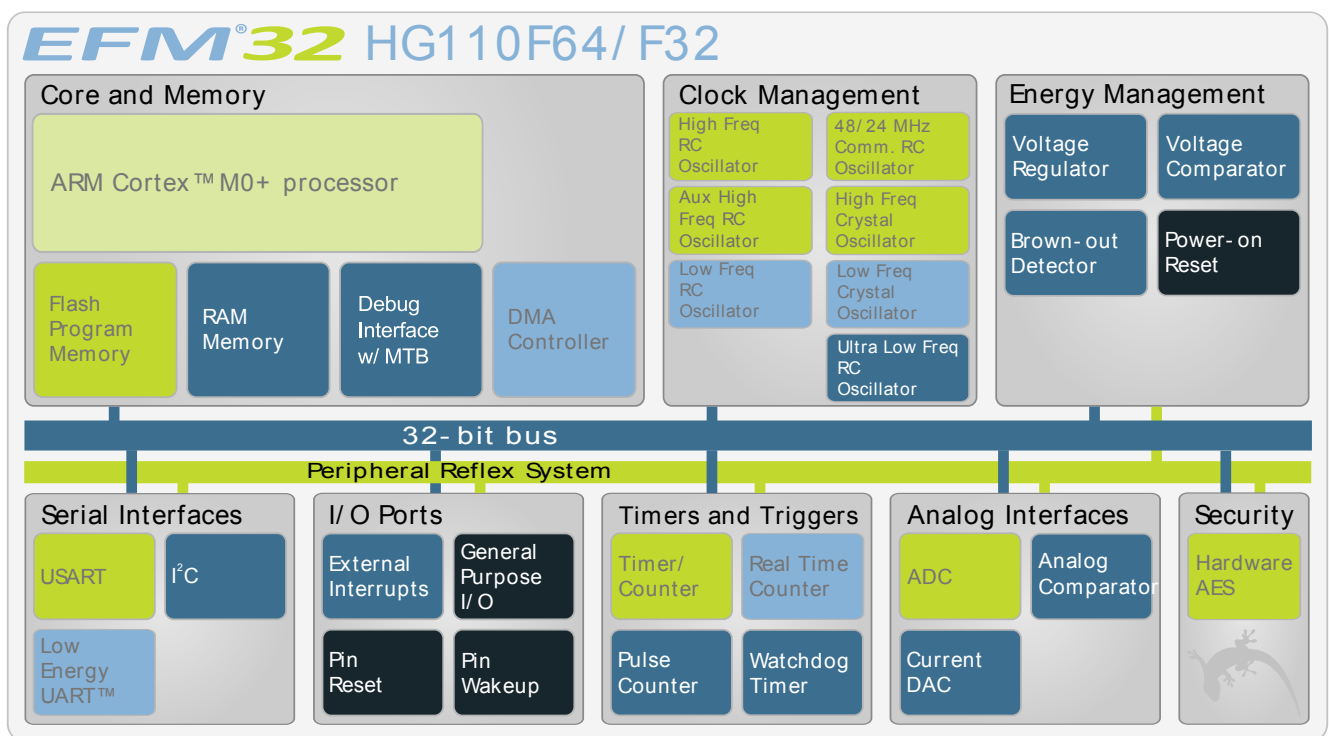 EFM®32 HG110F64/F32
Core and Memory
ARM Cortex™ M0+ processor
Flash
Program
Memory
RAM
Memory
Debug
Interface
w/ MTB
DMA
Controller
Clock Management
High Freq
RC
Oscillator
48/24 MHz
Comm. RC
Oscillator
Aux High
Freq RC
Oscillator
High Freq
Crystal
Oscillator
Low Freq
RC
Oscillator
Low Freq
Crystal
Oscillator
Ultra Low Freq
RC
Oscillator
Energy Management
Voltage
Regulator
Voltage
Comparator
Brown-out
Detector
Power-on
Reset
32-bit bus
Peripheral Reflex System
Serial Interfaces
USART
I²C
Low
Energy
UART™
I/O Ports
External
Interrupts
General
Purpose
I/O
Pin
Reset
Pin
Wakeup
Timers and Triggers
Timer/
Counter
Real Time
Counter
Pulse
Counter
Watchdog
Timer
Analog Interfaces
ADC
Analog
Comparator
Current
DAC
Security
Hardware
AES